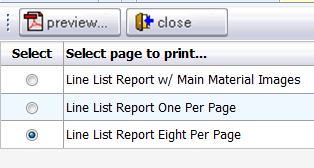 preview... close
Select Select page to print...
Line List Report w/ Main Material Images
Line List Report One Per Page
Line List Report Eight Per Page